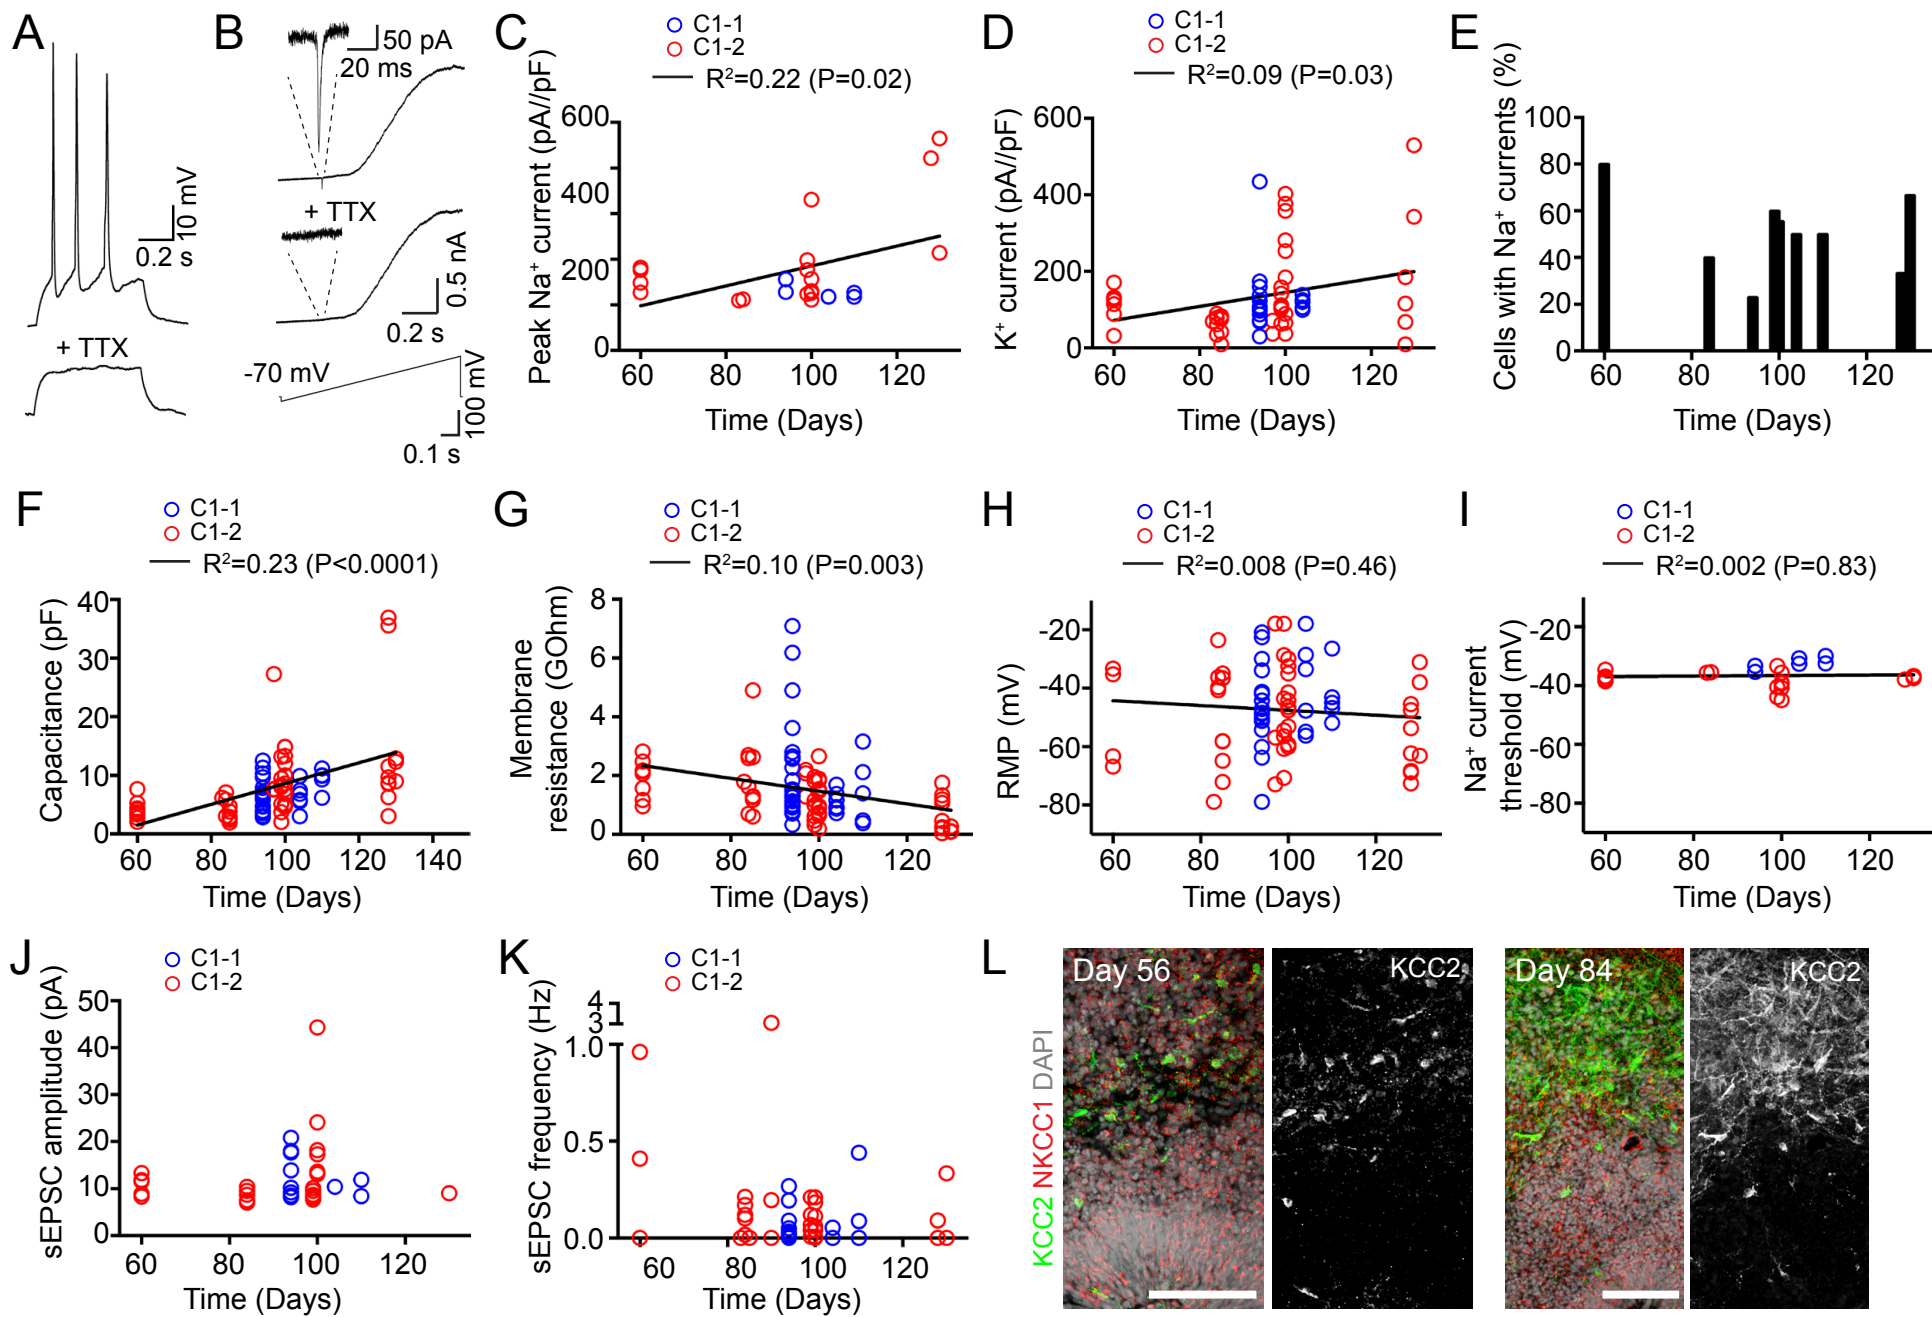 A
10 mV
0.2 s
+ TTX
B
50 pA
20 ms
+ TTX
0.5 nA
0.2 s
-70 mV
100 mV
0.1 s
C
C1-1
C1-2
R²=0.22 (P=0.02)
Peak Na⁺ current (pA//pF)
600
400
200
0
60 80 100 120
Time (Days)
D
C1-1
C1-2
R²=0.09 (P=0.03)
K⁺ current (pA//pF)
600
400
200
0
60 80 100 120
Time (Days)
E
Cells with Na⁺ currents (%)
100
80
60
40
20
0
60 80 100 120
Time (Days)
F
C1-1
C1-2
R²=0.23 (P<0.0001)
Capacitance (pF)
40
30
20
10
0
60 80 100 120 140
Time (Days)
G
C1-1
C1-2
R²=0.10 (P=0.003)
Membrane
resistance (GOhm)
8
6
4
2
0
60 80 100 120
Time (Days)
H
C1-1
C1-2
R²=0.008 (P=0.46)
RMP (mV)
-20
-40
-60
-80
60 80 100 120
Time (Days)
I
C1-1
C1-2
R²=0.002 (P=0.83)
Na⁺ current
threshold (mV)
-20
-40
-60
-80
60 80 100 120
Time (Days)
J
C1-1
C1-2
sEPSC amplitude (pA)
50
40
30
20
10
0
60 80 100 120
Time (Days)
K
C1-1
C1-2
sEPSC frequency (Hz)
4
3
1.0
0.5
0.0
60 80 100 120
Time (Days)
L
KCC2 NKCC1 DAPI
Day 56
KCC2
Day 84
KCC2